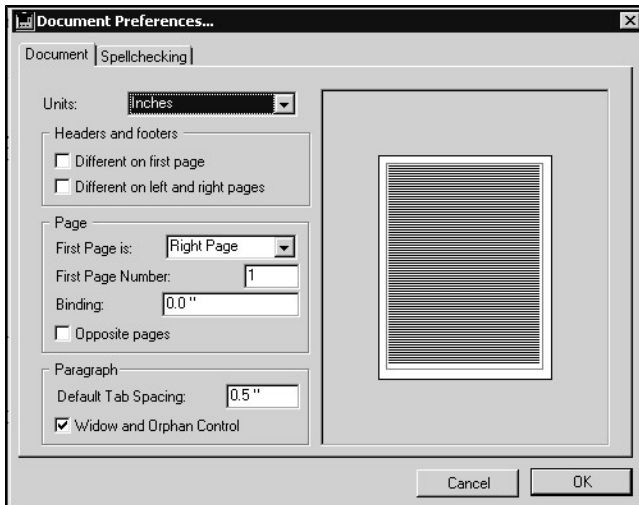 Document Preferences...
Document Spellchecking
Units: Inches
Headers and footers
Different on first page
Different on left and right pages
Page
First Page is: Right Page
First Page Number: 1
Binding: 0.0 "
Opposite pages
Paragraph
Default Tab Spacing: 0.5 "
Widow and Orphan Control
Cancel OK